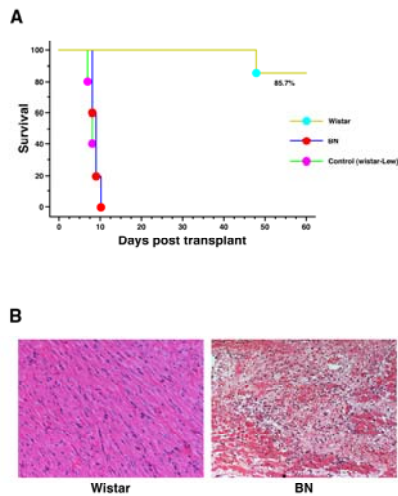 A
100
80
60
40
20
0
Survival
85.7%
Wistar
BN
Control (wistar-Lew)
0 10 20 30 40 50 60
Days post transplant
B
Wistar BN